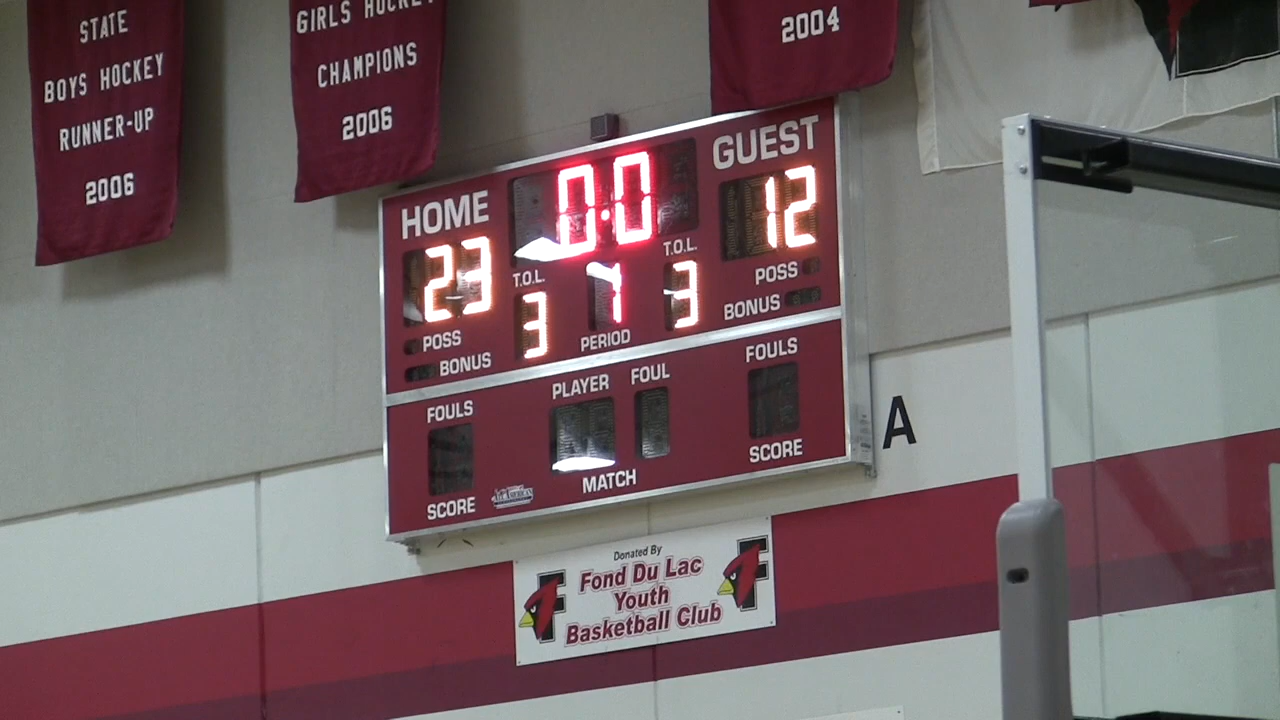 STATE
BOYS HOCKEY
RUNNER-UP
2006
GIRLS HOCKEY
CHAMPIONS
2006
2004
HOME
GUEST
0.0
23
12
T.O.L.
T.O.L.
3
3
PERIOD
POSS
BONUS
POSS
BONUS
FOULS
PLAYER
FOUL
FOULS
SCORE
MATCH
SCORE
A
Donated By
Fond Du Lac
Youth
Basketball Club